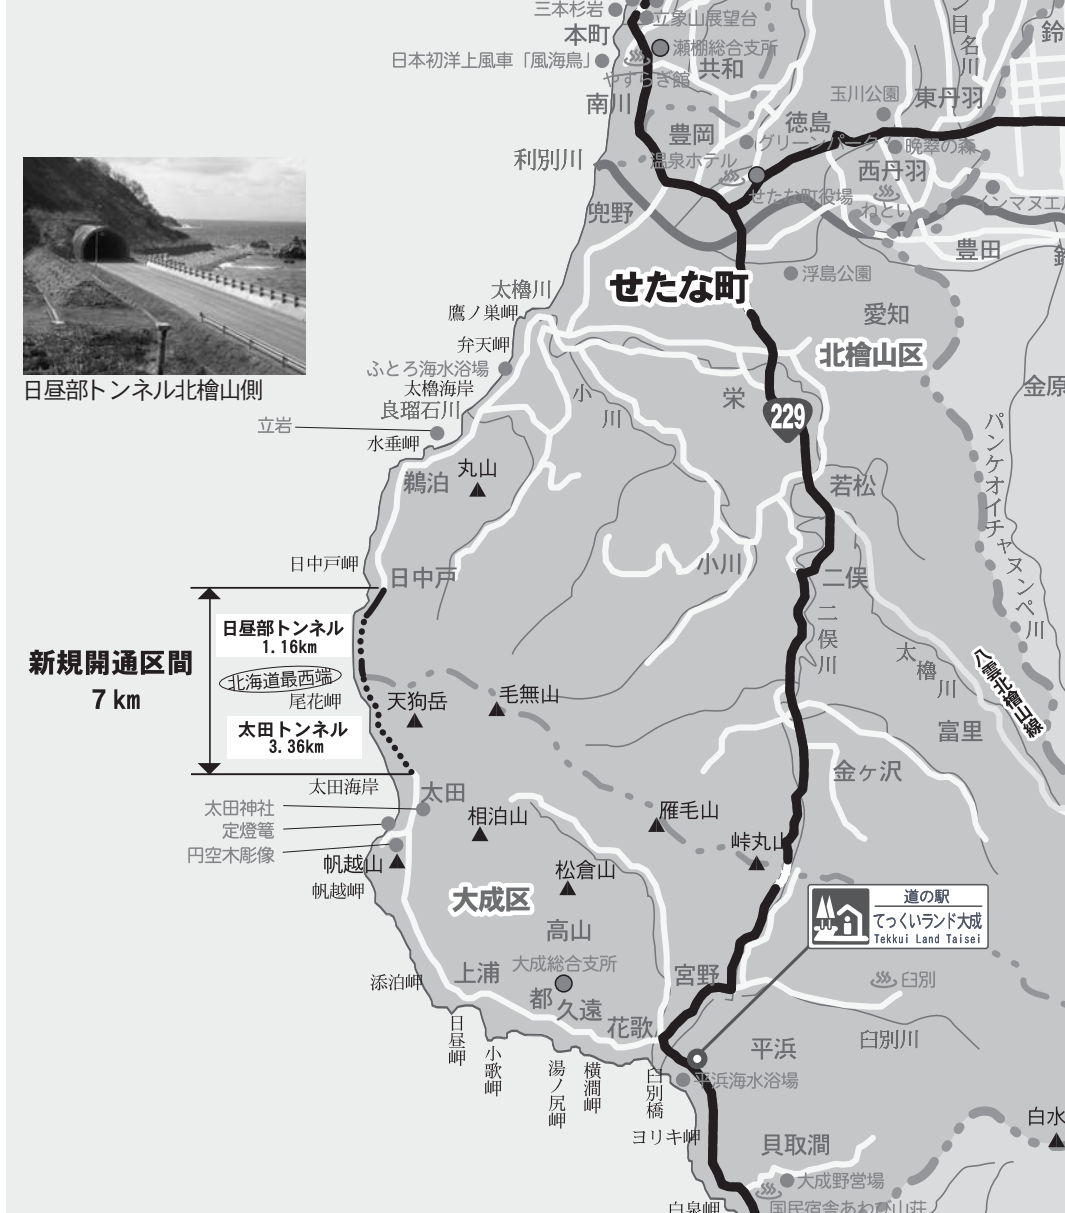 三本杉岩
立象山展望台
本町
瀬棚総合支所
日本初洋上風車「風海鳥」
やすらぎ館
共和
ン目名川
鈴
南川
玉川公園
東丹羽
豊岡
徳島
グリーンパーク
晩翠の森
利別川
温泉ホテル
西丹羽
せたな町役場
ねとい
インマヌエル
兜野
豊田
せたな町
浮島公園
太櫓川
鷹ノ巣岬
愛知
弁天岬
北檜山区
ふとろ海水浴場
太櫓海岸
小川
栄
金原
日昼部トンネル北檜山側
良瑠石川
229
立岩
水垂岬
パンケオイチャヌンペ川
丸山
鵜泊
若松
日中戸岬
日中戸
小川
二俣
日昼部トンネル
1.16km
二俣川
新規開通区間
7km
北海道最西端
尾花岬
太櫓川
八雲北檜山線
天狗岳
毛無山
太田トンネル
3.36km
富里
金ヶ沢
太田海岸
太田
太田神社
定燈篭
円空木彫像
相泊山
雁毛山
峠丸山
帆越山
帆越岬
松倉山
大成区
道の駅
てっくいランド大成
Tekkui Land Taisei
高山
大成総合支所
上浦
添泊岬
宮野
臼別
都
久遠
花歌
日昼岬
小歌岬
湯ノ尻岬
横澗岬
臼別橋
臼別川
平浜
平浜海水浴場
ヨリキ岬
白水
貝取澗
大成野営場
国民宿舎あわび山荘
白泉岬